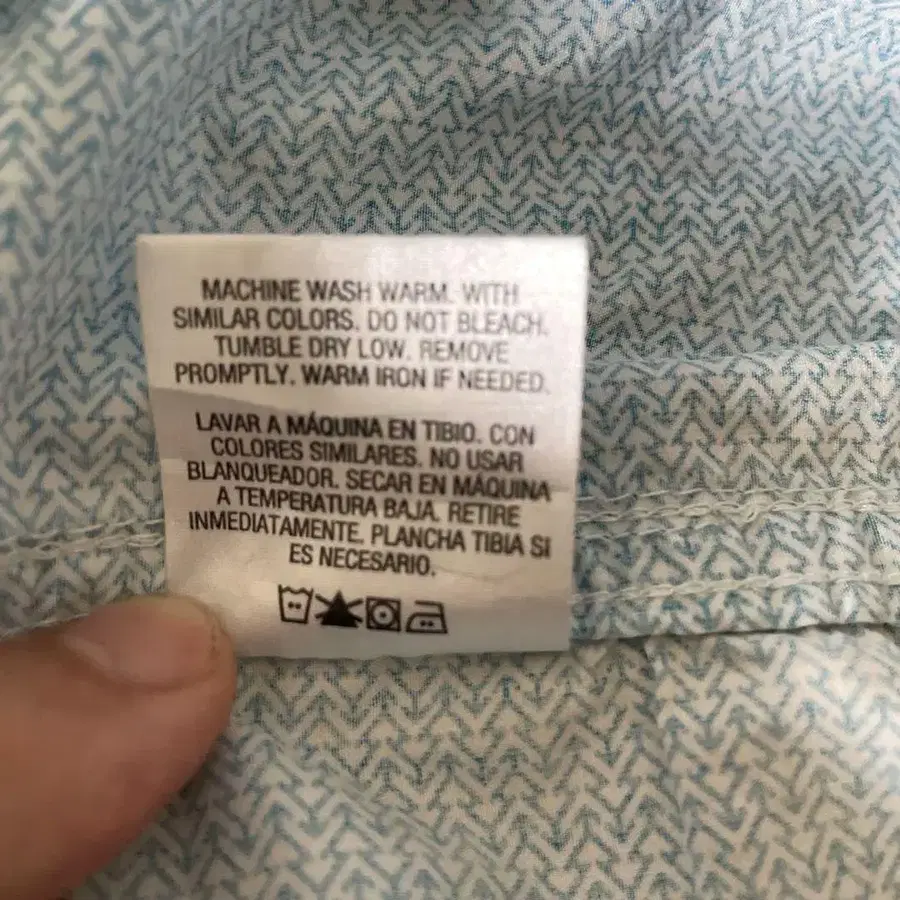 MACHINE WASH WARM. WITH
SIMILAR COLORS. DO NOT BLEACH.
TUMBLE DRY LOW. REMOVE
PROMPTLY. WARM IRON IF NEEDED.
LAVAR A MÁQUINA EN TIBIO. CON
COLORES SIMILARES. NO USAR
BLANQUEADOR. SECAR EN MÁQUINA
A TEMPERATURA BAJA. RETIRE
INMEDIATAMENTE. PLANCHA TIBIA SI
ES NECESARIO.